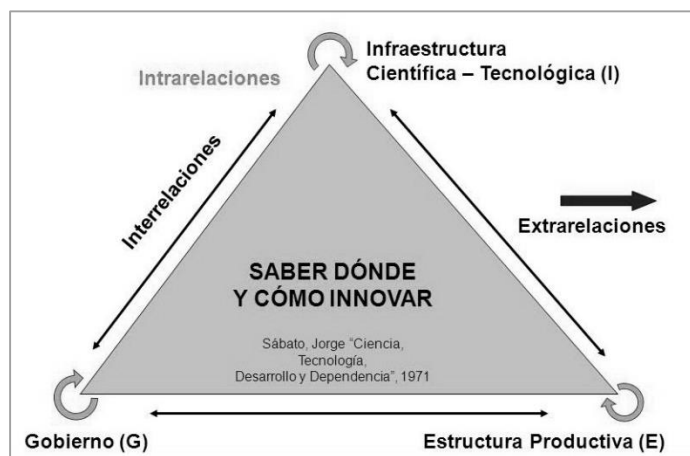 Infraestructura
Científica – Tecnológica (I)
Intrarelaciones
Interrelaciones
Extrarelaciones
SABER DÓNDE
Y CÓMO INNOVAR
Sábato, Jorge "Ciencia,
Tecnología,
Desarrollo y Dependencia", 1971
Gobierno (G)
Estructura Productiva (E)